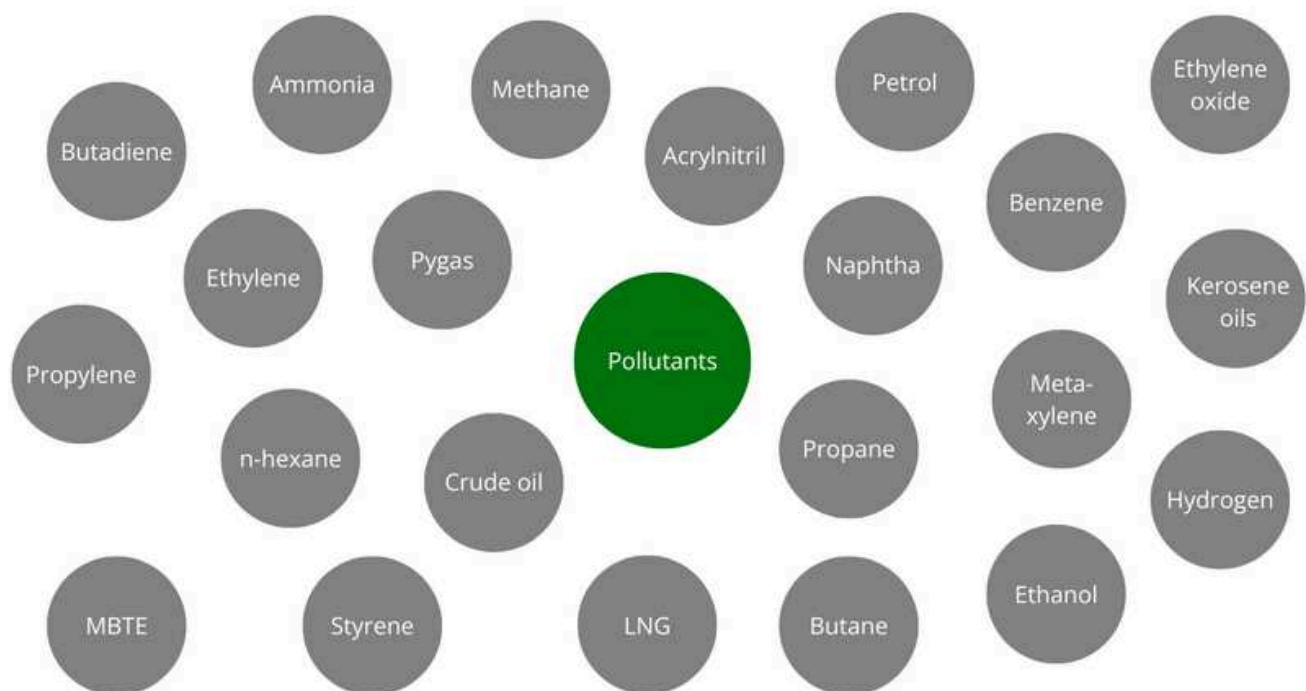 Ammonia
Methane
Petrol
Ethylene
oxide
Butadiene
Acrylnitril
Benzene
Ethylene
Pygas
Naphtha
Kerosene
oils
Pollutants
Propylene
Meta-
xylene
n-hexane
Crude oil
Propane
Hydrogen
MBTE
Styrene
LNG
Butane
Ethanol